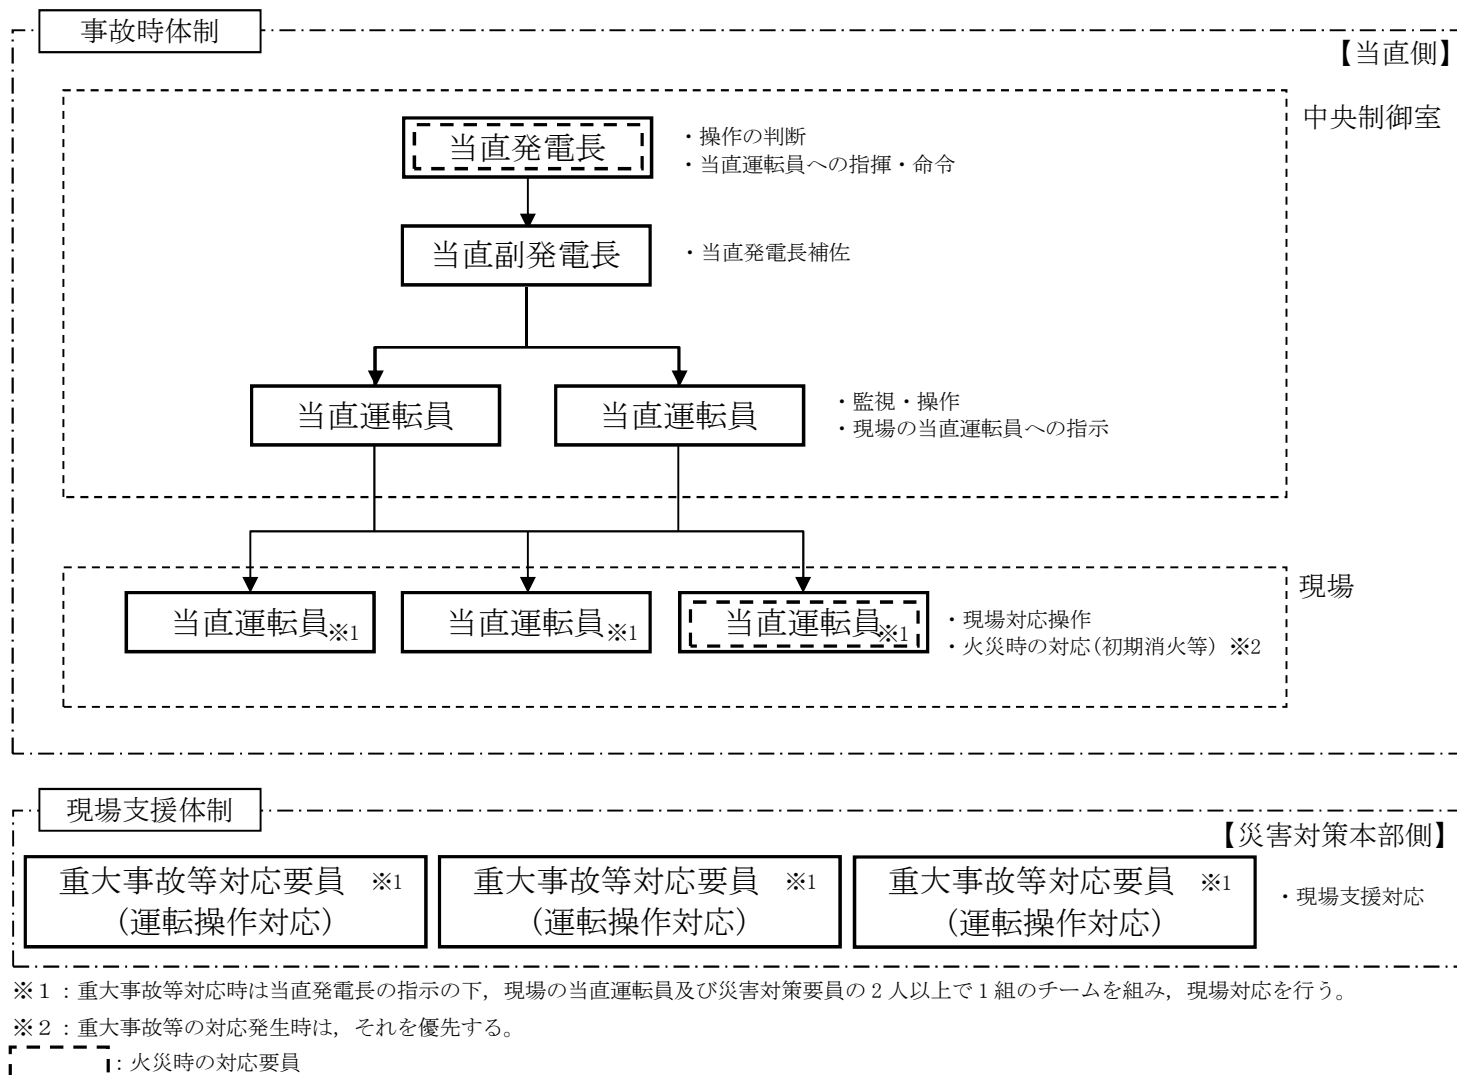 事故時体制
【当直側】
中央制御室
当直発電長
・操作の判断
・当直運転員への指揮・命令
当直副発電長
・当直発電長補佐
当直運転員
当直運転員
・監視・操作
・現場の当直運転員への指示
現場
当直運転員※1
当直運転員※1
当直運転員※1
・現場対応操作
・火災時の対応(初期消火等) ※2
現場支援体制
【災害対策本部側】
重大事故等対応要員 ※1
(運転操作対応)
重大事故等対応要員 ※1
(運転操作対応)
重大事故等対応要員 ※1
(運転操作対応)
・現場支援対応
※１：重大事故等対応時は当直発電長の指示の下，現場の当直運転員及び災害対策要員の２人以上で１組のチームを組み，現場対応を行う。
※２：重大事故等の対応発生時は，それを優先する。
：火災時の対応要員